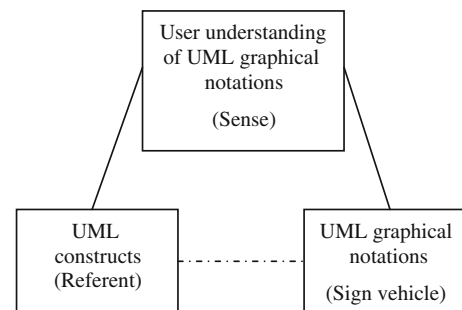 User understanding
of UML graphical
notations
(Sense)
UML
constructs
(Referent)
UML graphical
notations
(Sign vehicle)